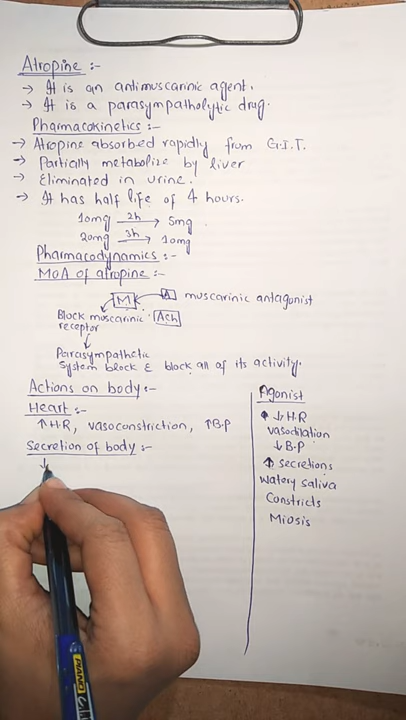 Atropine :-
→ It is an antimuscarinic agent.
→ It is a parasympatholytic drug.
Pharmacokinetics :-
→ Atropine absorbed rapidly from G.I.T.
→ Partially metabolize by liver
→ Eliminated in urine.
→ It has half life of 4 hours.
10mg 2h→ 5mg
20mg 3h→ 10mg
Pharmacodynamics :-
MoA of atropine :-
M ← A muscarinic antagonist
Block muscarinic Ach
receptor
Parasympathetic
System block & block all of its activity.
Actions on body :-
Heart :-
↑H.R, vasoconstriction, ↑B.P
Secretion of body :-
↓
Agonist
↓H.R
vasodilation
↓B.P
↑ secretions
watory saliva
Constricts
Miosis
PIANO